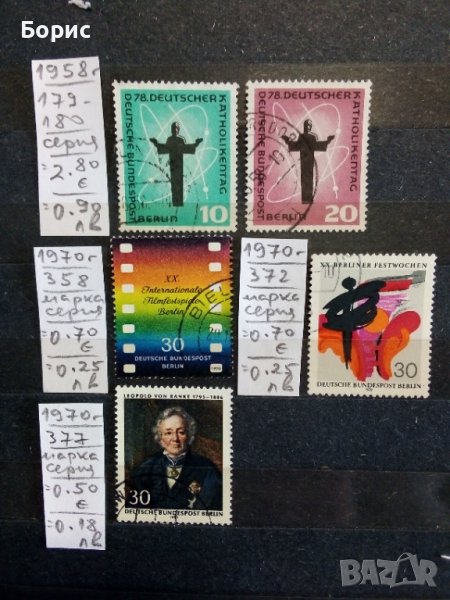 Борис
1958г
179-
180
серия
=2.80
€
=0.98
лв
78. DEUTSCHER KATHOLIKENTAG
DEUTSCHE BUNDESPOST
BERLIN
10
78. DEUTSCHER KATHOLIKENTAG
DEUTSCHE BUNDESPOST
BERLIN
20
1970г
358
марка
серия
=0.70
€
=0.25
лв
XX.
Internationale
Filmfestspiele
Berlin
30
DEUTSCHE BUNDESPOST
BERLIN
1970г
372
марка
серия
=0.70
€
=0.25
лв
XX. BERLINER FESTWOCHEN
30
DEUTSCHE BUNDESPOST BERLIN
1970г
377
марка
серия
=0.50
€
=0.18
лв
LEOPOLD VON RANKE 1795-1886
30
DEUTSCHE BUNDESPOST BERLIN
BAZAR
bg